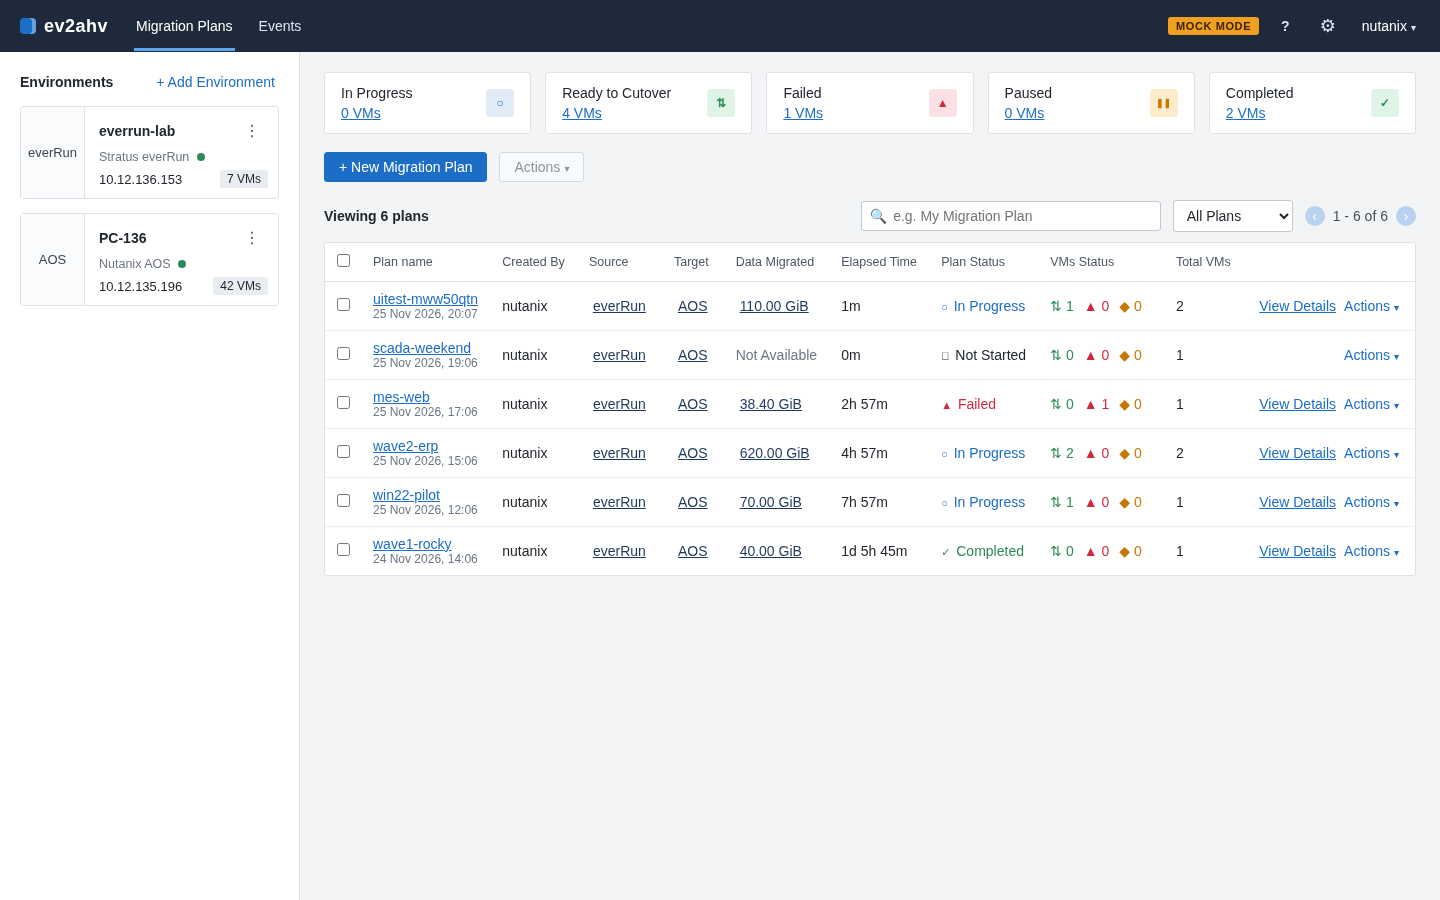 ev2ahv Migration Plans Events MOCK MODE ? nutanix
Environments + Add Environment
everRun
everrun-lab
Stratus everRun
10.12.136.153 7 VMs
AOS
PC-136
Nutanix AOS
10.12.135.196 42 VMs
In Progress
0 VMs
Ready to Cutover
4 VMs
Failed
1 VMs
Paused
0 VMs
Completed
2 VMs
+ New Migration Plan Actions
Viewing 6 plans e.g. My Migration Plan All Plans 1 - 6 of 6
Plan name Created By Source Target Data Migrated Elapsed Time Plan Status VMs Status Total VMs
uitest-mww50qtn nutanix everRun AOS 110.00 GiB 1m In Progress 1 0 0 2 View Details Actions
25 Nov 2026, 20:07
scada-weekend nutanix everRun AOS Not Available 0m Not Started 0 0 0 1 Actions
25 Nov 2026, 19:06
mes-web nutanix everRun AOS 38.40 GiB 2h 57m Failed 0 1 0 1 View Details Actions
25 Nov 2026, 17:06
wave2-erp nutanix everRun AOS 620.00 GiB 4h 57m In Progress 2 0 0 2 View Details Actions
25 Nov 2026, 15:06
win22-pilot nutanix everRun AOS 70.00 GiB 7h 57m In Progress 1 0 0 1 View Details Actions
25 Nov 2026, 12:06
wave1-rocky nutanix everRun AOS 40.00 GiB 1d 5h 45m Completed 0 0 0 1 View Details Actions
24 Nov 2026, 14:06